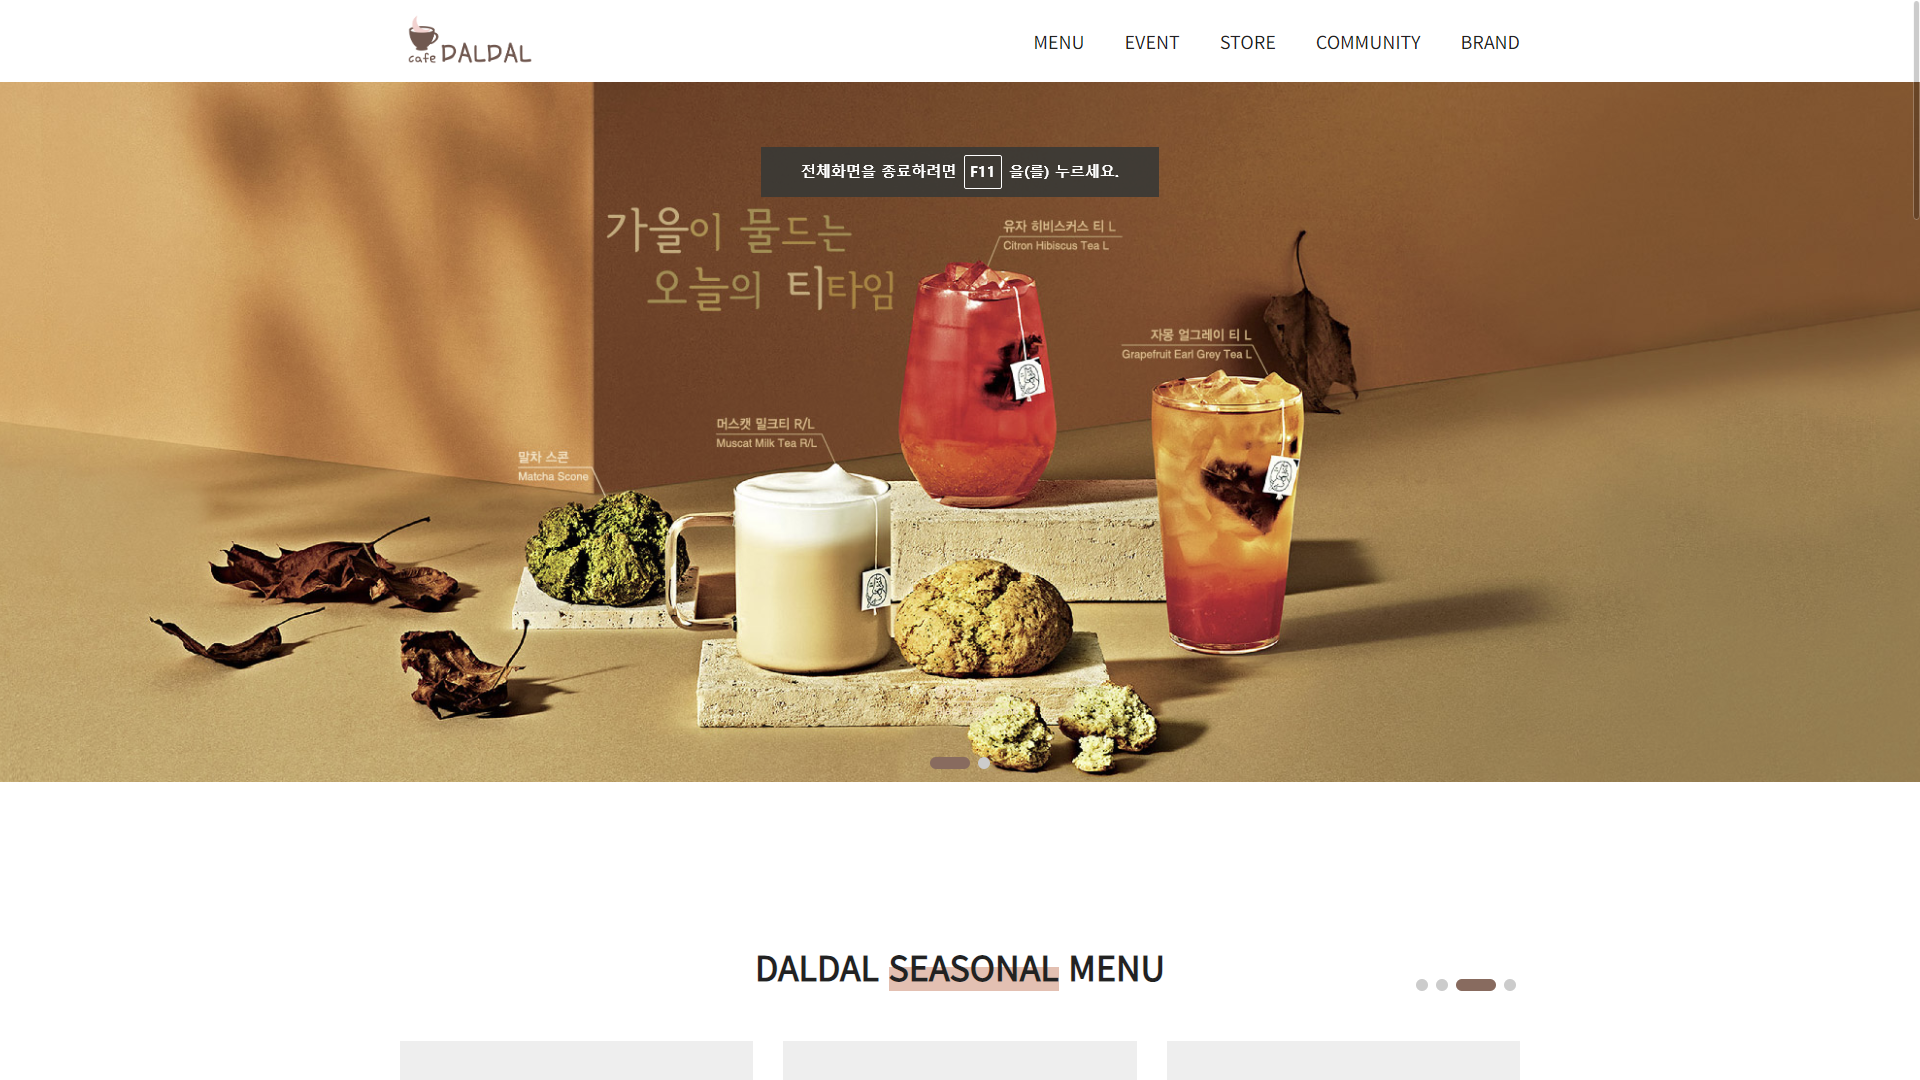 cafe DALDAL
MENU EVENT STORE COMMUNITY BRAND
전체화면을 종료하려면 F11 을(를) 누르세요.
가을이 물드는
오늘의 티타임
유자 히비스커스 티 L
Citron Hibiscus Tea L
자몽 얼그레이 티 L
Grapefruit Earl Grey Tea L
머스캣 밀크티 R/L
Muscat Milk Tea R/L
말차 스콘
Matcha Scone
DALDAL SEASONAL MENU